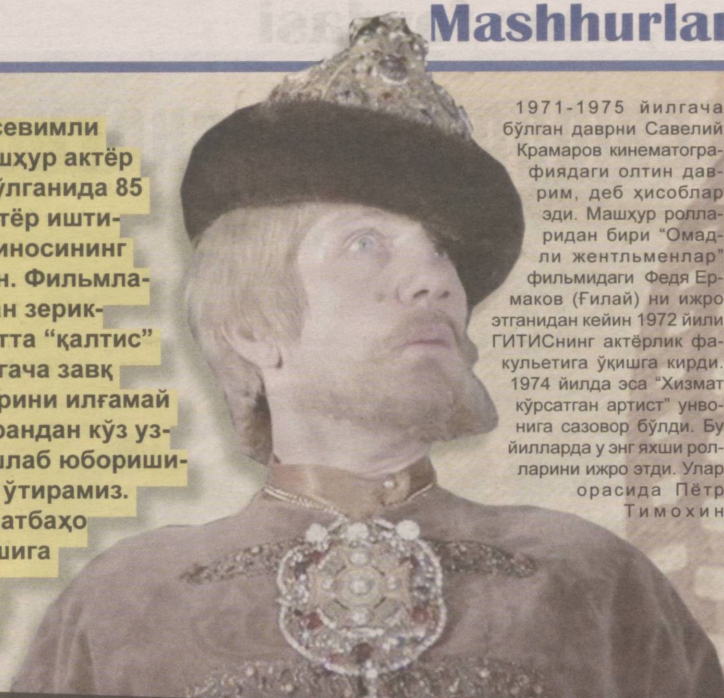 Mashhurlar
севимли
шҳур актёр
ўлганида 85
тёр ишти-
иносининг
н. Фильмла-
н зерик-
тта “қалтис”
гача завқ
рини илғамай
рандан кўз уз-
шлаб юбориши-
ўтирамиз.
атбаҳо
шига
1971-1975 йилгача
бўлган даврни Савелий
Крамаров кинематогра-
фиядаги олтин дав-
рим, деб ҳисоблар
эди. Машҳур ролла-
ридан бири “Омад-
ли жентльменлар”
фильмидаги Федя Ер-
маков (Ғилай) ни ижро
этганидан кейин 1972 йили
ГИТИСнинг актёрлик фа-
кульетига ўқишга кирди.
1974 йилда эса “Хизмат
кўрсатган артист” унво-
нига сазовор бўлди. Бу
йилларда у энг яхши рол-
ларини ижро этди. Улар
орасида Пётр
Тимохин